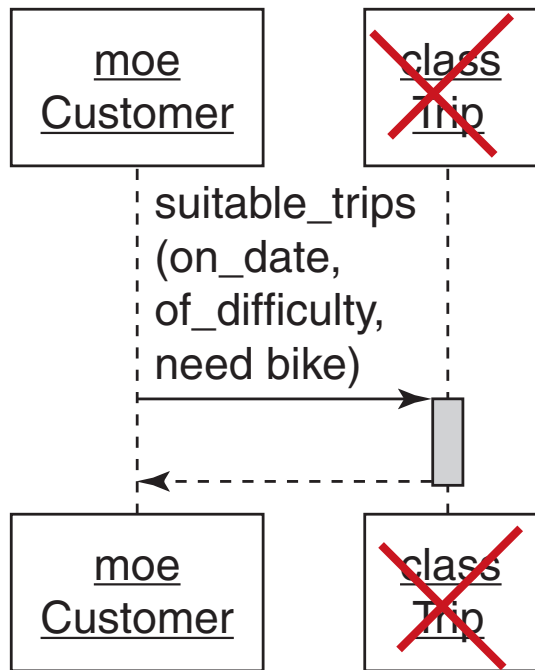 moe
Customer
class
Trip
suitable_trips
(on_date,
of_difficulty,
need bike)
moe
Customer
class
Trip